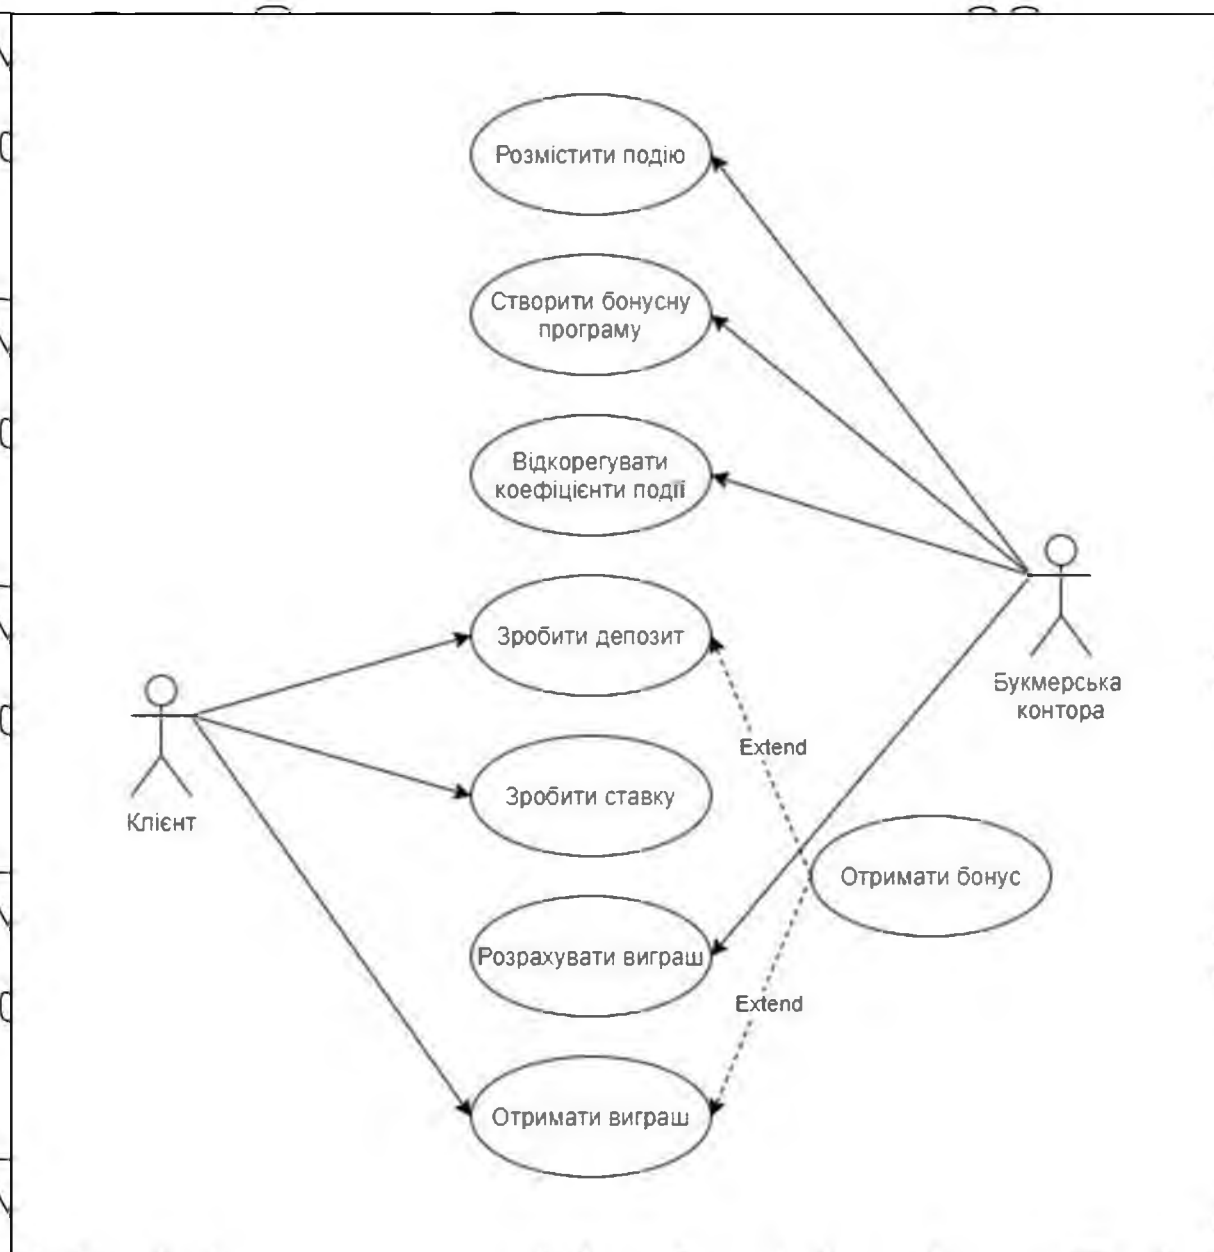 Розмістити подію
Створити бонусну
програму
Відкорегувати
коефіцієнти події
Зробити депозит
Букмерська
контора
Extend
Зробити ставку
Клієнт
Отримати бонус
Розрахувати виграш
Extend
Отримати виграш